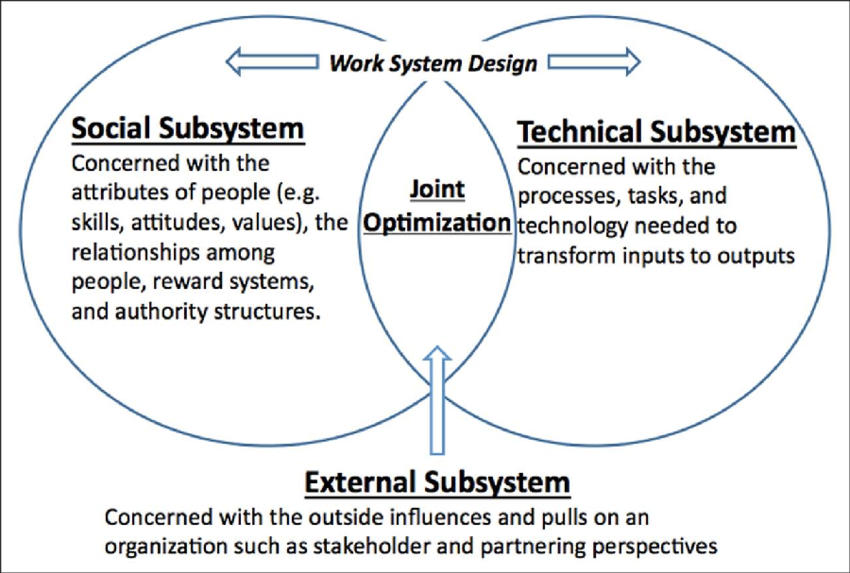 Work System Design
Social Subsystem
Concerned with the
attributes of people (e.g.
skills, attitudes, values), the
relationships among
people, reward systems,
and authority structures.
Joint
Optimization
Technical Subsystem
Concerned with the
processes, tasks, and
technology needed to
transform inputs to outputs
External Subsystem
Concerned with the outside influences and pulls on an
organization such as stakeholder and partnering perspectives